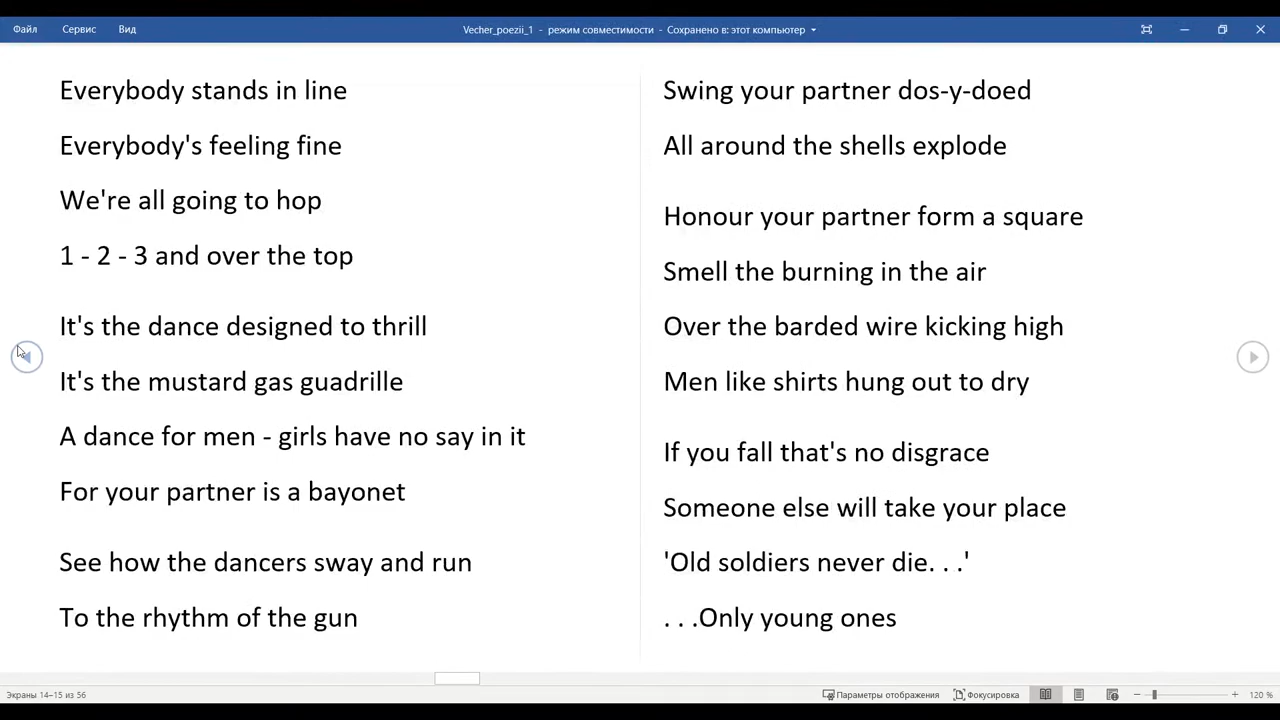 Файл Сервис Вид Vecher_poezii_1 - режим совместимости - Сохранено в: этот компьютер
Everybody stands in line
Everybody's feeling fine
We're all going to hop
1 - 2 - 3 and over the top
It's the dance designed to thrill
It's the mustard gas guadrille
A dance for men - girls have no say in it
For your partner is a bayonet
See how the dancers sway and run
To the rhythm of the gun
Swing your partner dos-y-doed
All around the shells explode
Honour your partner form a square
Smell the burning in the air
Over the barded wire kicking high
Men like shirts hung out to dry
If you fall that's no disgrace
Someone else will take your place
'Old soldiers never die. . .'
. . .Only young ones
Экраны 14–15 из 56 Параметры отображения Фокусировка 120 %